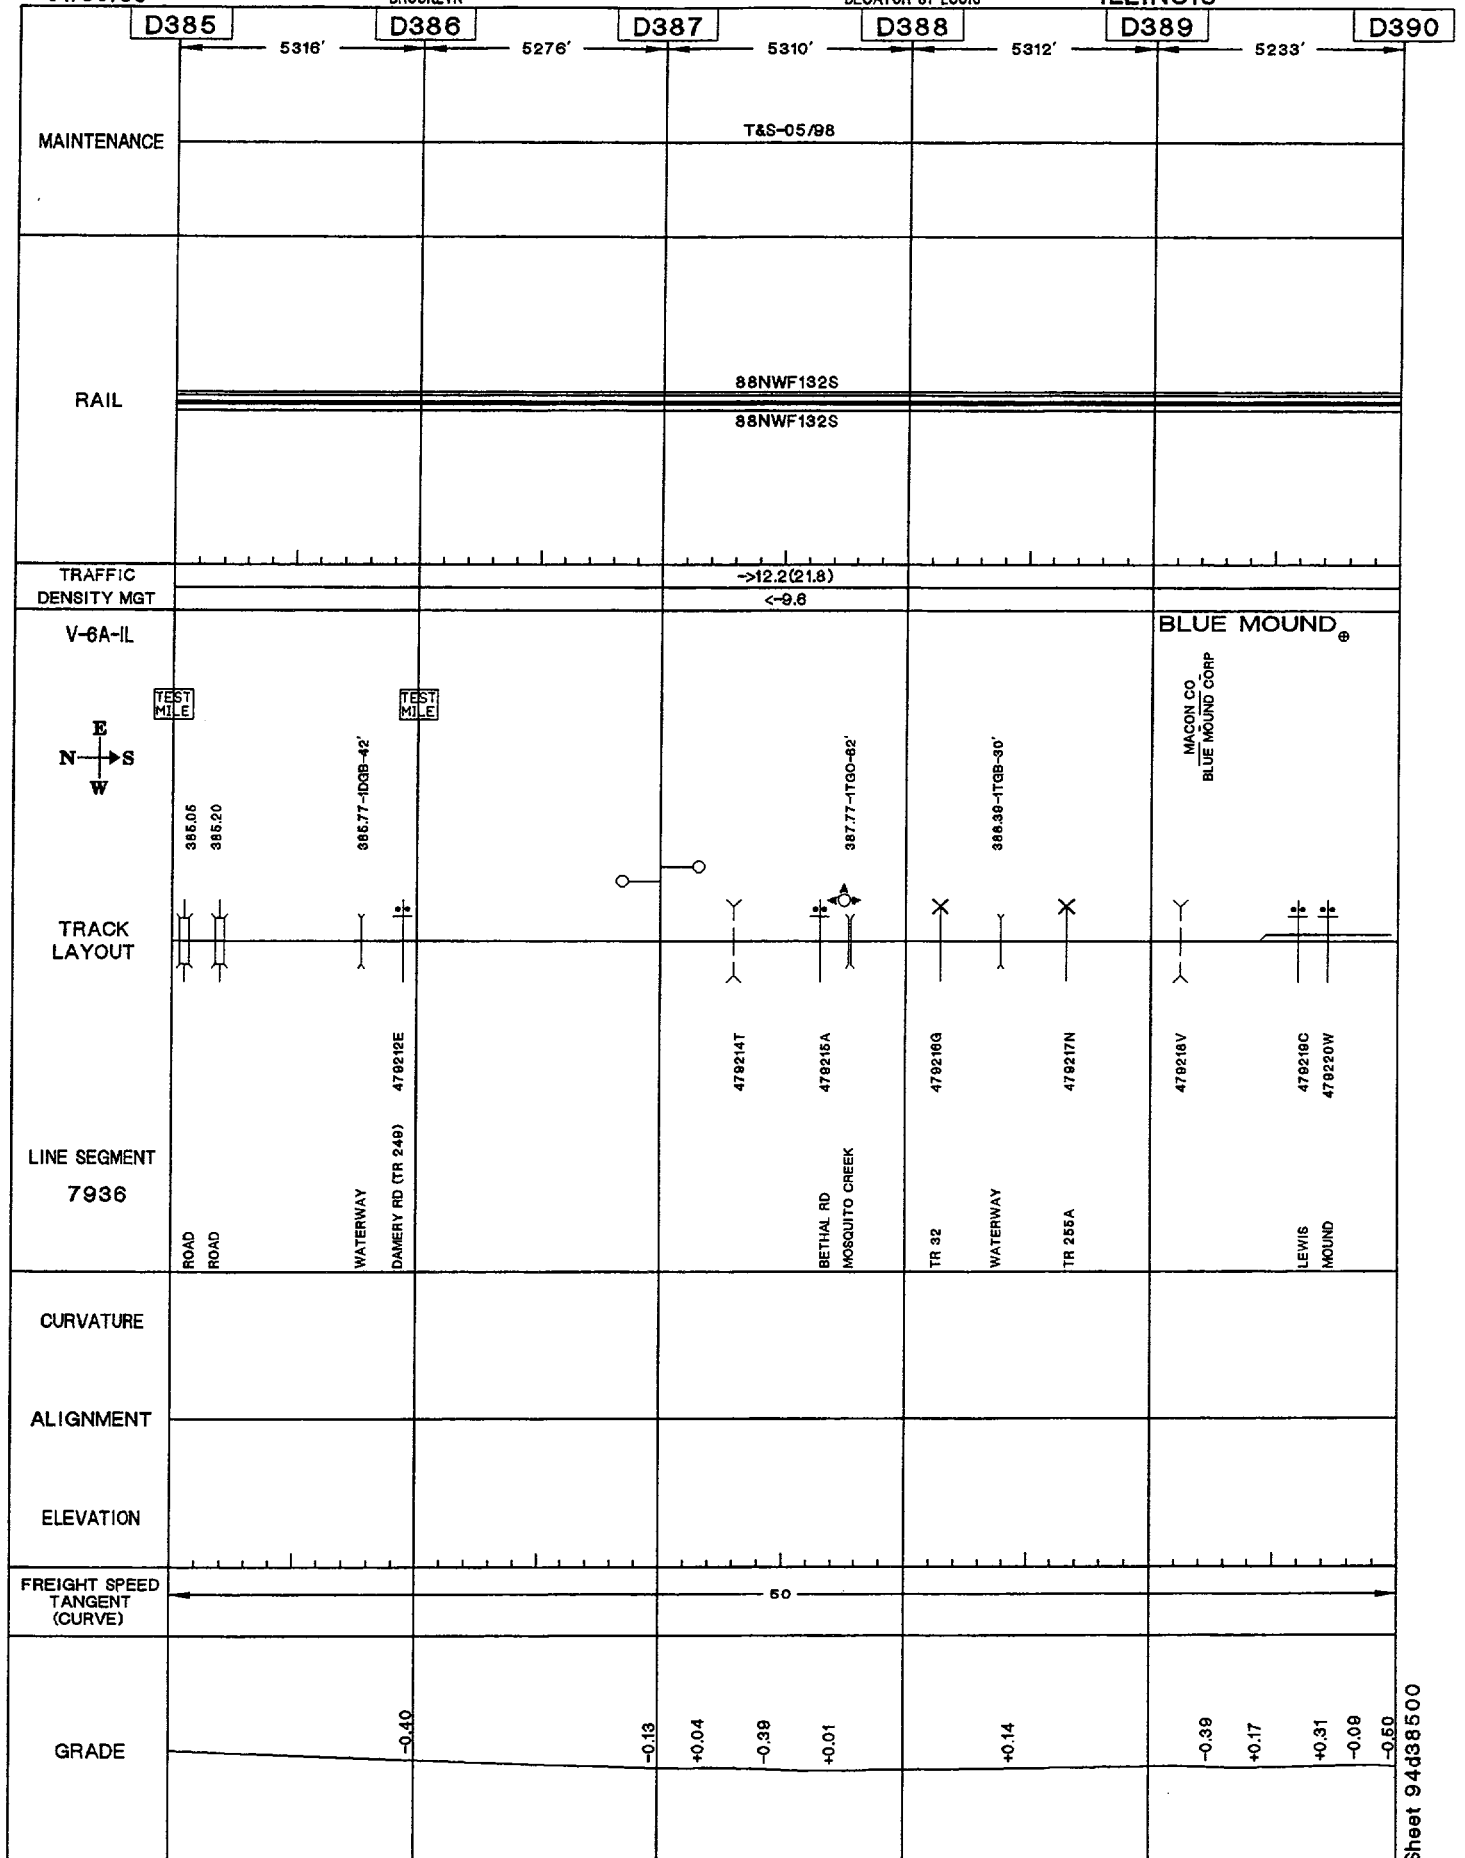 BROOKLYN
DECATUR-ST LOUIS
ILLINOIS
D385 D386 D387 D388 D389 D390
5316' 5276' 5310' 5312' 5233'
MAINTENANCE
T&S-05/98
RAIL
88NWF132S
88NWF132S
TRAFFIC
DENSITY MGT
->12.2(21.8)
<-9.6
V-6A-IL
BLUE MOUND
MACON CO
BLUE MOUND CORP
TEST
MILE
TEST
MILE
E
N S
W
385.05
385.20
385.77-1DGB-42'
387.77-1TGO-62'
388.39-1TGB-30'
TRACK
LAYOUT
479212E
479214T
479215A
479216G
479217N
479218V
479219C
479220W
LINE SEGMENT
7936
ROAD
ROAD
WATERWAY
DAMERY RD (TR 249)
BETHAL RD
MOSQUITO CREEK
TR 32
WATERWAY
TR 255A
LEWIS
MOUND
CURVATURE
ALIGNMENT
ELEVATION
FREIGHT SPEED
TANGENT
(CURVE)
50
GRADE
-0.40
-0.13
+0.04
-0.39
+0.01
+0.14
-0.39
+0.17
+0.31
-0.09
-0.50
Sheet 94d38500